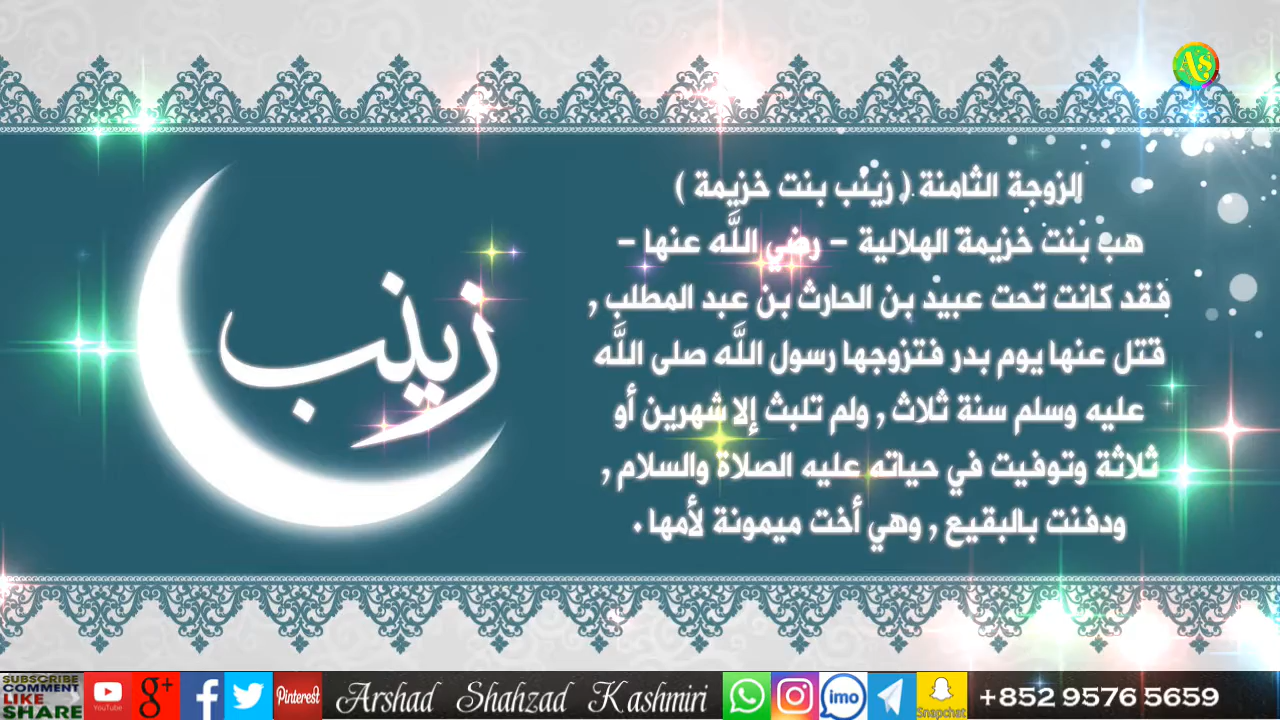 As
الزوجة الثامنة ( زينب بنت خزيمة )
هب بنت خزيمة الهلالية – رضي اللَّه عنها –
فقد كانت تحت عبيد بن الحارث بن عبد المطلب ,
قتل عنها يوم بدر فتزوجها رسول اللَّه صلى اللَّه
عليه وسلم سنة ثلاث , ولم تلبث إلا شهرين أو
ثلاثة وتوفيت في حياته عليه الصلاة والسلام ,
ودفنت بالبقيع , وهي أخت ميمونة لأمها .
زينب
SUBSCRIBE
COMMENT
LIKE
SHARE
YouTube
g+
Pinterest
Arshad Shahzad Kashmiri
imo
Snapchat
+852 9576 5659